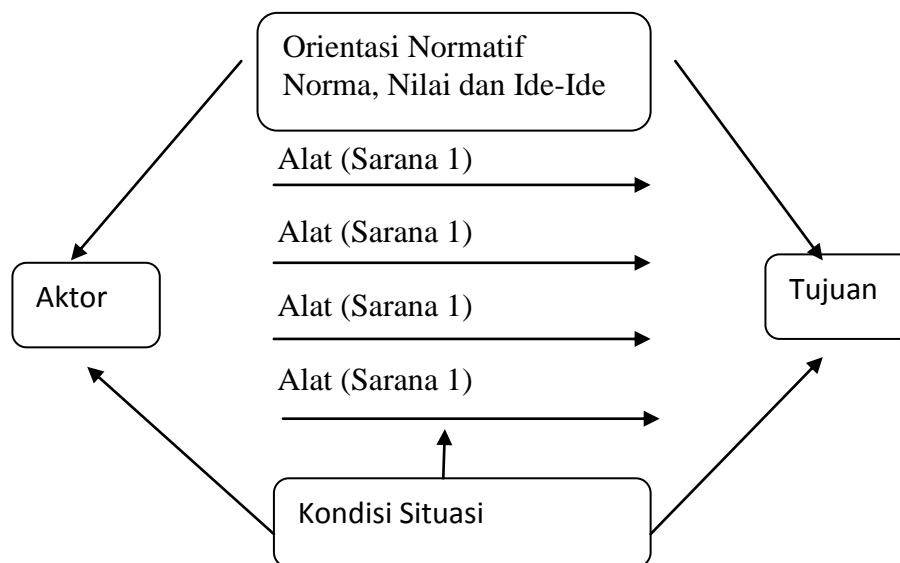 Orientasi Normatif
Norma, Nilai dan Ide-Ide
Alat (Sarana 1)
Alat (Sarana 1)
Aktor
Tujuan
Alat (Sarana 1)
Alat (Sarana 1)
Kondisi Situasi